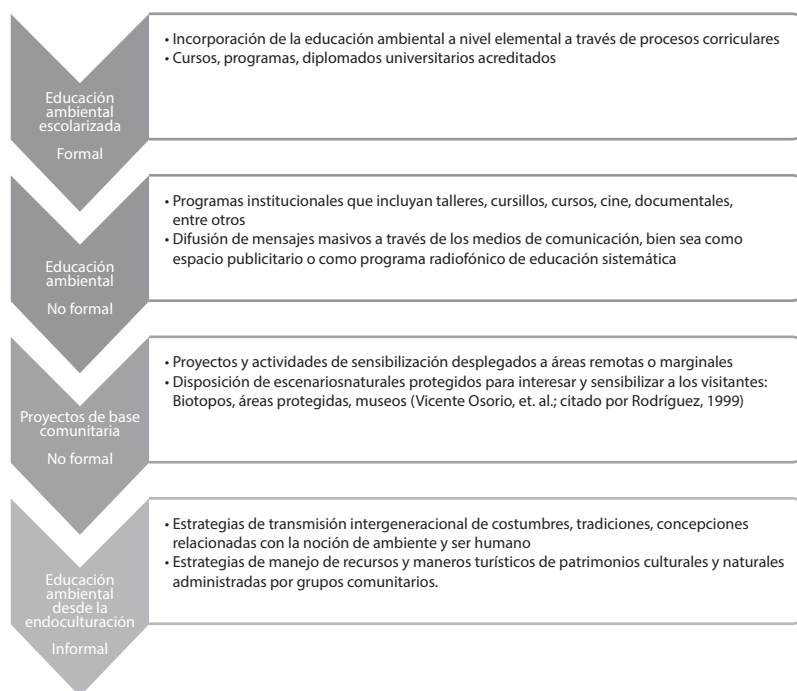 Educación
ambiental
escolarizada
Formal
• Incorporación de la educación ambiental a nivel elemental a través de procesos corriculares
• Cursos, programas, diplomados universitarios acreditados
Educación
ambiental
No formal
• Programas institucionales que incluyan talleres, cursillos, cursos, cine, documentales,
entre otros
• Difusión de mensajes masivos a través de los medios de comunicación, bien sea como
espacio publicitario o como programa radiofónico de educación sistemática
Proyectos de base
comunitaria
No formal
• Proyectos y actividades de sensibilización desplegados a áreas remotas o marginales
• Disposición de escenariosnaturales protegidos para interesar y sensibilizar a los visitantes:
Biotopos, áreas protegidas, museos (Vicente Osorio, et. al.; citado por Rodríguez, 1999)
Educación
ambiental
desde la
endoculturación
Informal
• Estrategias de transmisión intergeneracional de costumbres, tradiciones, concepciones
relacionadas con la noción de ambiente y ser humano
• Estrategias de manejo de recursos y maneros turísticos de patrimonios culturales y naturales
administradas por grupos comunitarios.